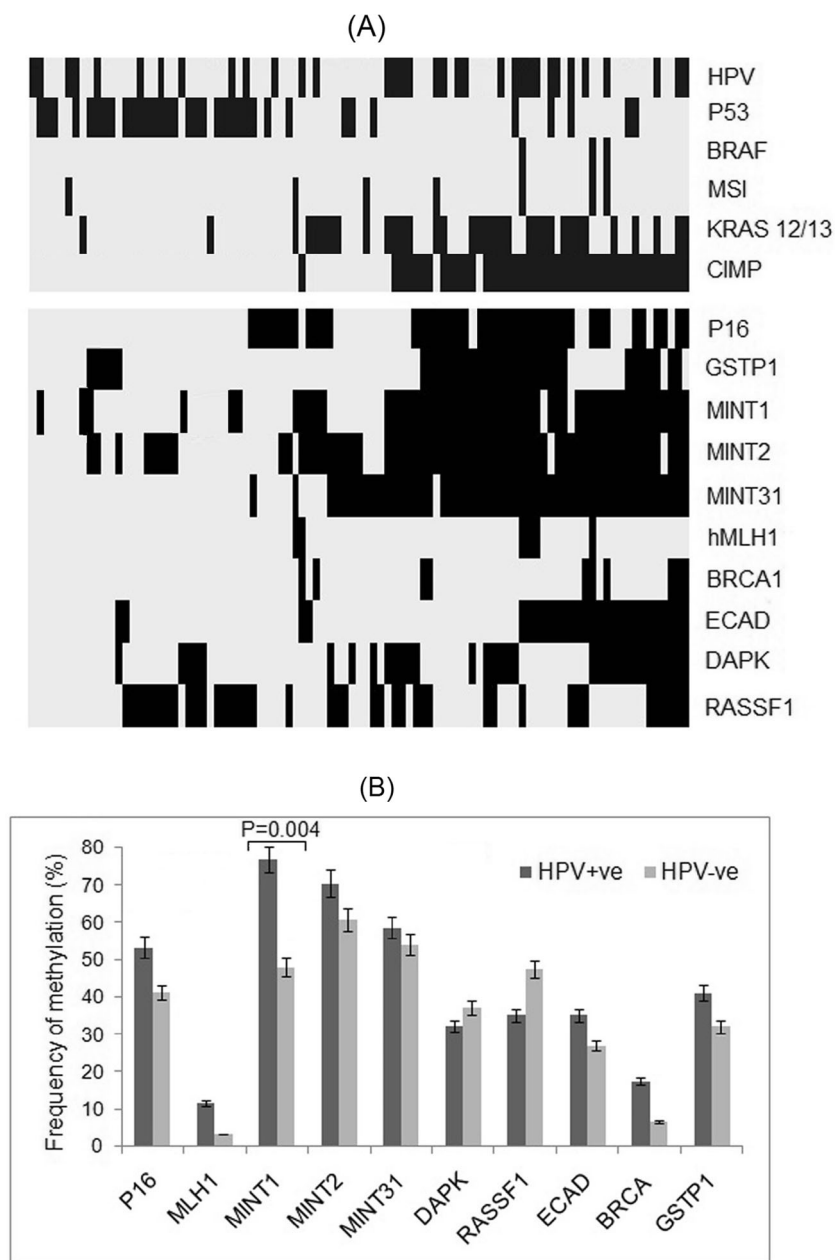 (A)
HPV
P53
BRAF
MSI
KRAS 12/13
CIMP
P16
GSTP1
MINT1
MINT2
MINT31
hMLH1
BRCA1
ECAD
DAPK
RASSF1
(B)
P=0.004
HPV+ve HPV-ve
Frequency of methylation (%)
80
70
60
50
40
30
20
10
0
P16 MLH1 MINT1 MINT2 MINT31 DAPK RASSF1 ECAD BRCA GSTP1